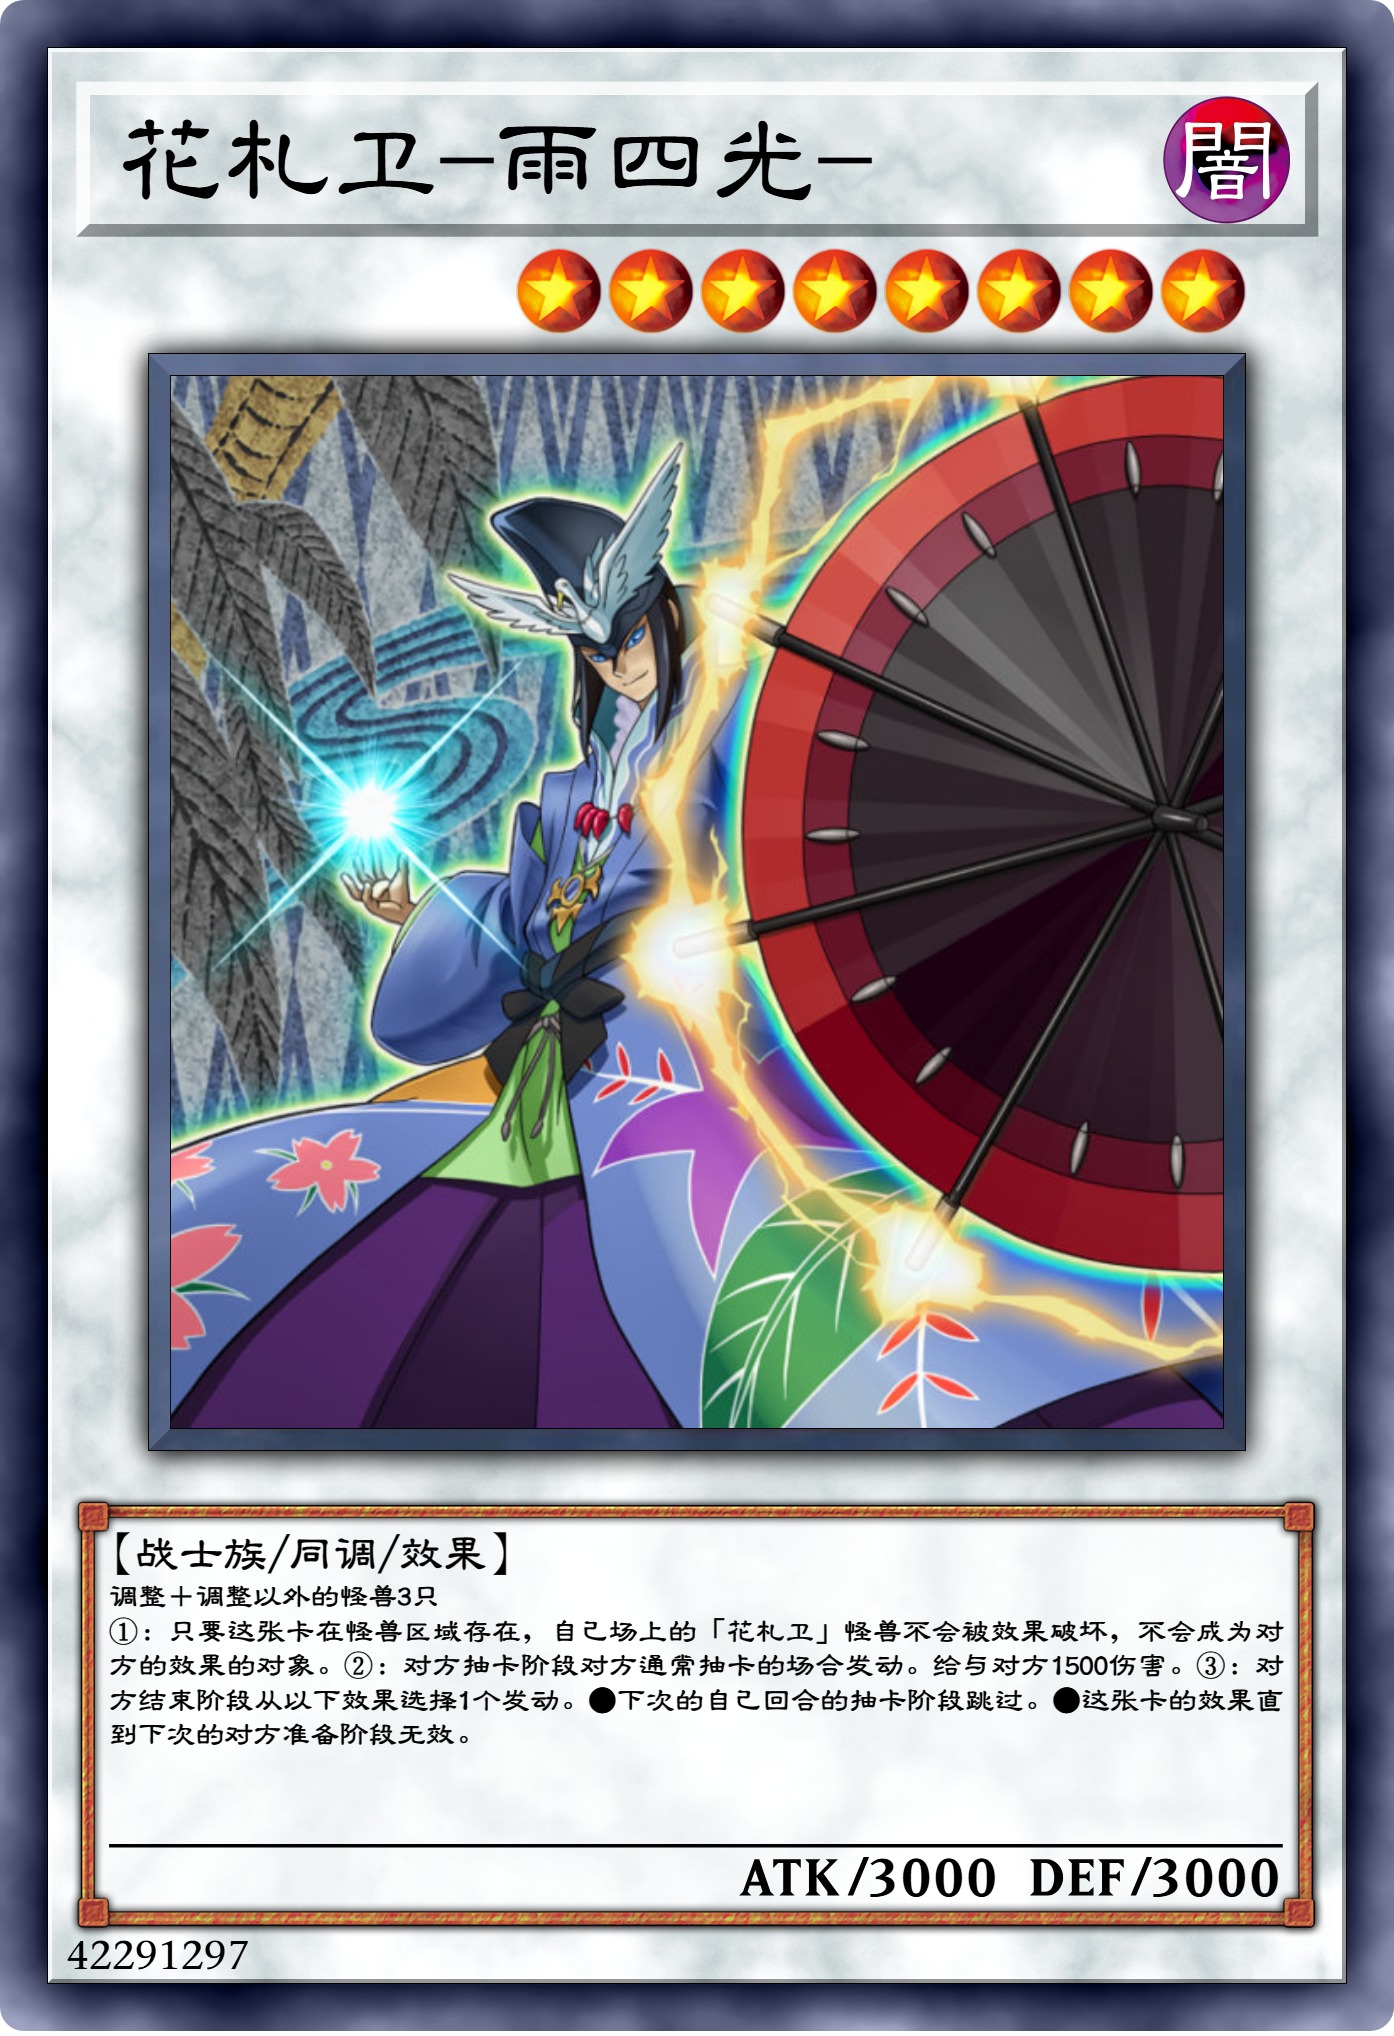 花札卫-雨四光-
闇
【战士族/同调/效果】
调整＋调整以外的怪兽3只
①：只要这张卡在怪兽区域存在，自己场上的「花札卫」怪兽不会被效果破坏，不会成为对
方的效果的对象。②：对方抽卡阶段对方通常抽卡的场合发动。给与对方1500伤害。③：对
方结束阶段从以下效果选择1个发动。●下次的自己回合的抽卡阶段跳过。●这张卡的效果直
到下次的对方准备阶段无效。
ATK/3000 DEF/3000
42291297